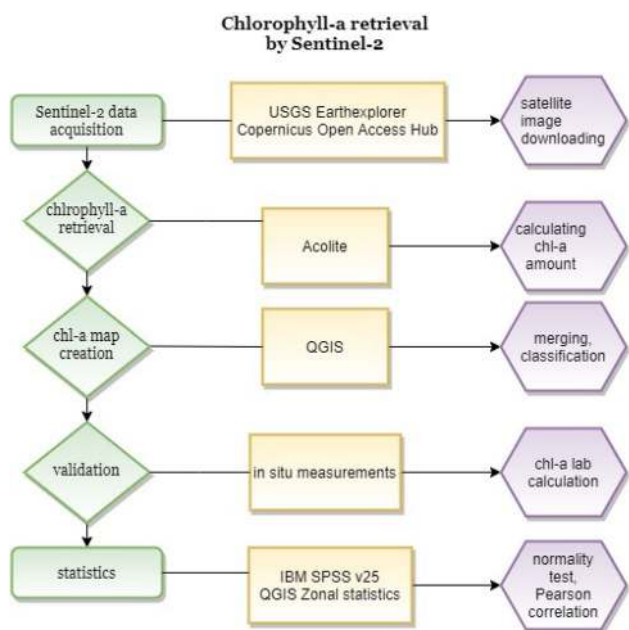 Chlorophyll-a retrieval
by Sentinel-2
Sentinel-2 data
acquisition
USGS Earthexplorer
Copernicus Open Access Hub
satellite
image
downloading
chlrophyll-a
retrieval
Acolite
calculating
chl-a
amount
chl-a map
creation
QGIS
merging,
classification
validation
in situ measurements
chl-a lab
calculation
statistics
IBM SPSS v25
QGIS Zonal statistics
normality
test,
Pearson
correlation